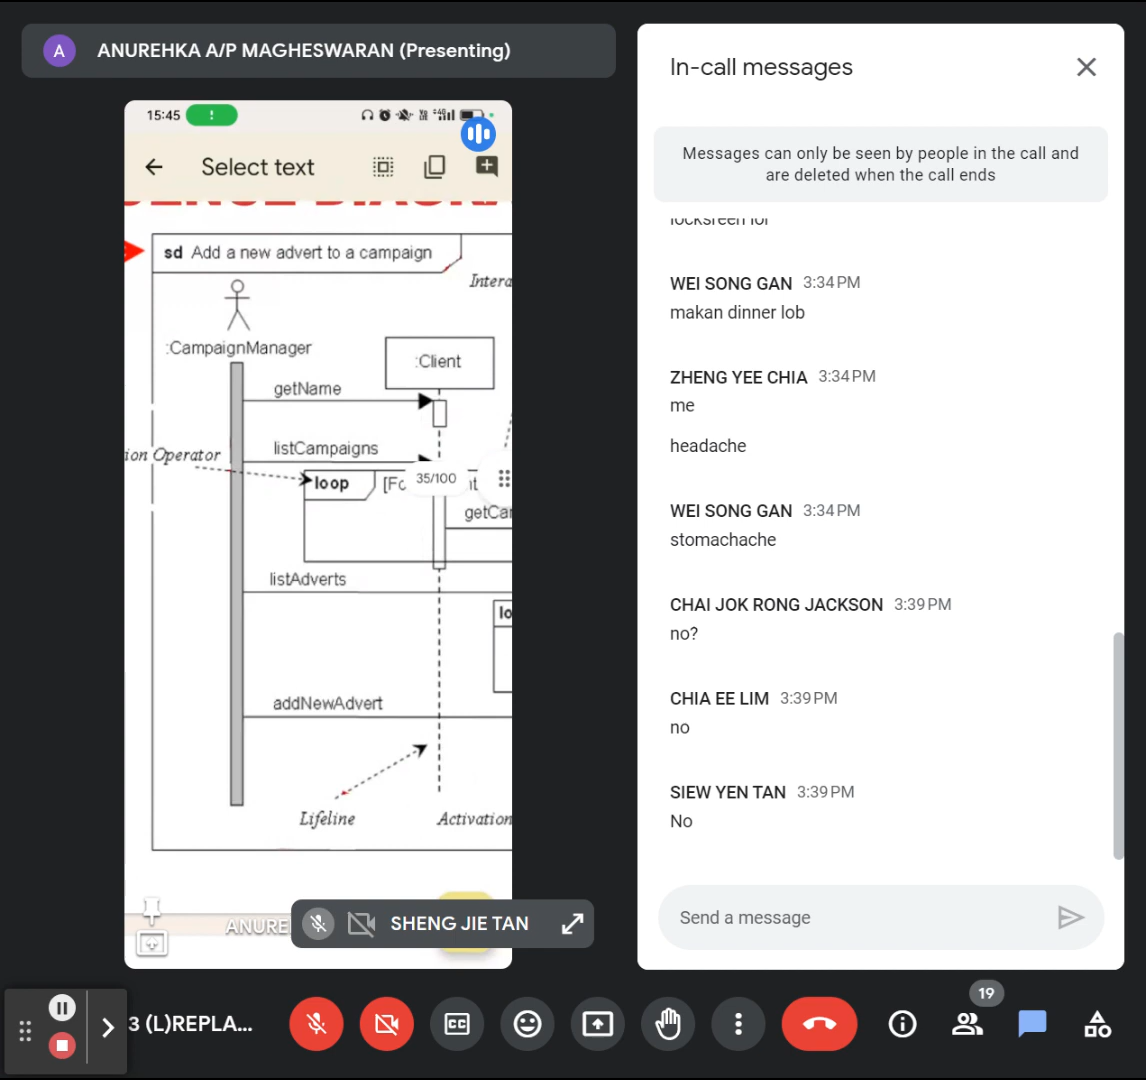 ANUREHKA A/P MAGHESWARAN (Presenting)
15:45
Select text
sd Add a new advert to a campaign
Intera
:CampaignManager
:Client
getName
listCampaigns
ion Operator
35/100
loop
[Fo
getCa
listAdverts
lo
addNewAdvert
Lifeline
Activation
ANURE
SHENG JIE TAN
3 (L)REPLA...
In-call messages
Messages can only be seen by people in the call and
are deleted when the call ends
WEI SONG GAN 3:34 PM
makan dinner lob
ZHENG YEE CHIA 3:34 PM
me
headache
WEI SONG GAN 3:34 PM
stomachache
CHAI JOK RONG JACKSON 3:39 PM
no?
CHIA EE LIM 3:39 PM
no
SIEW YEN TAN 3:39 PM
No
Send a message
19